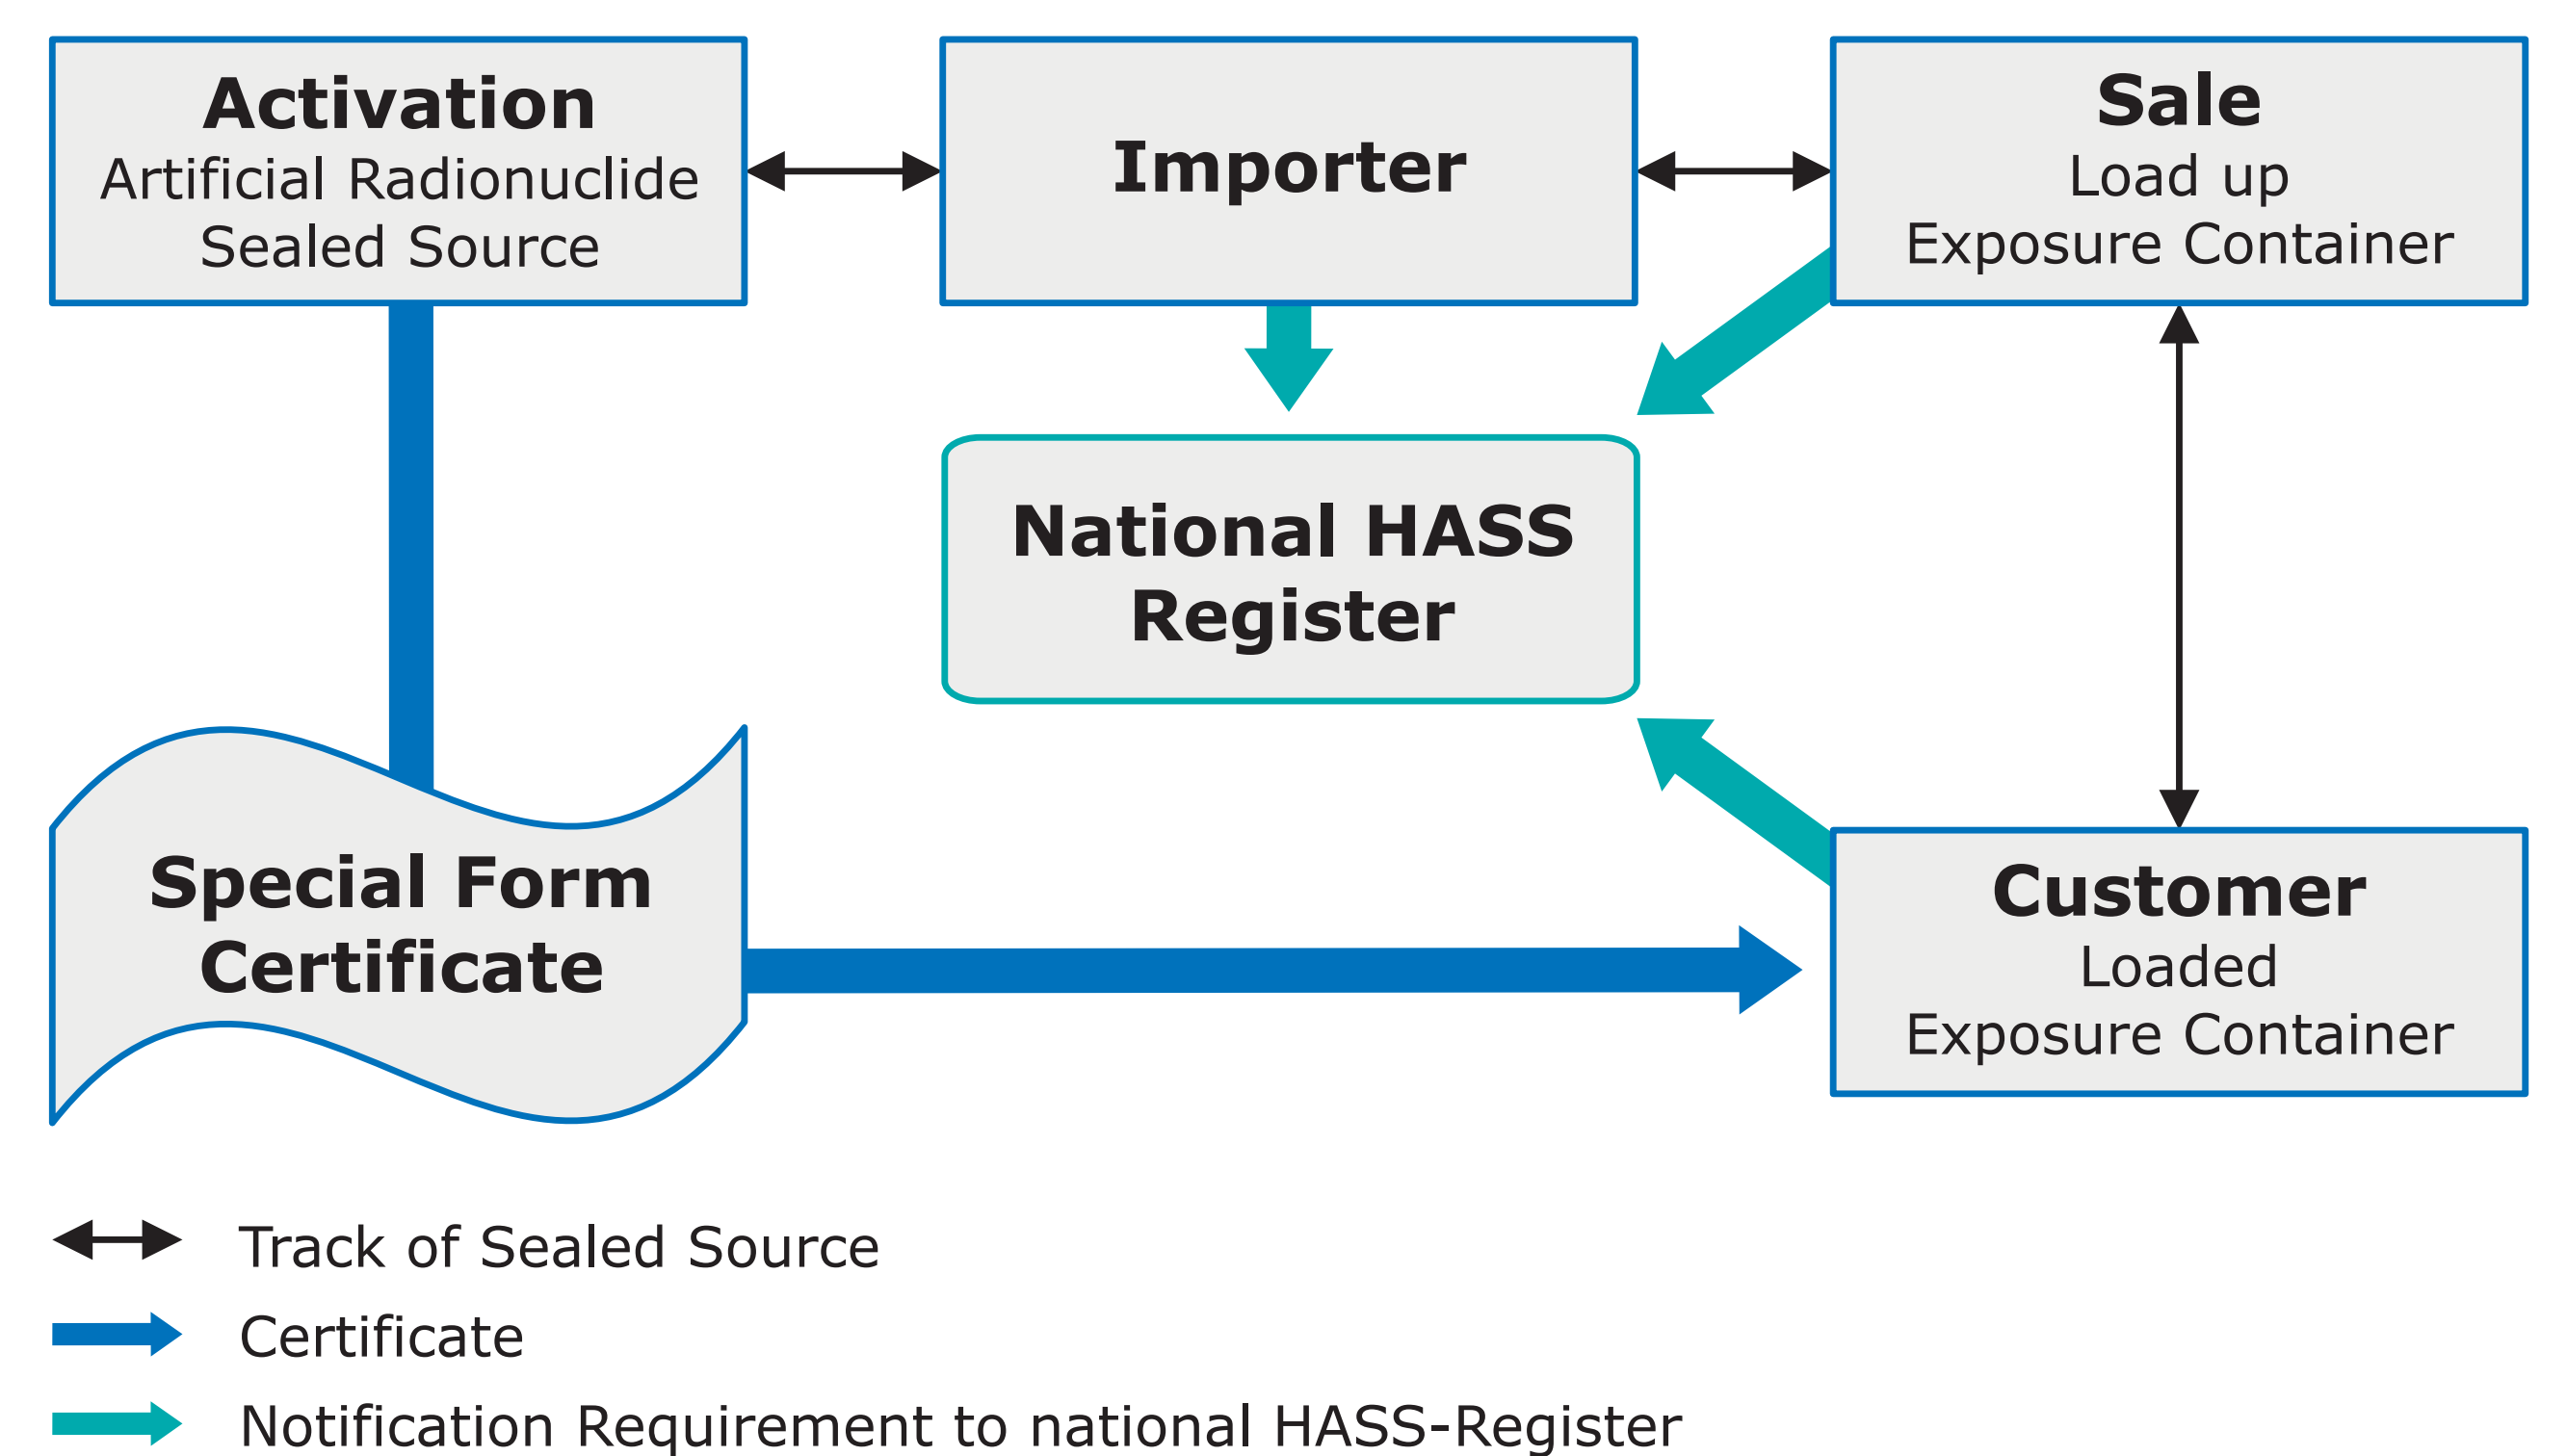 Activation
Artificial Radionuclide
Sealed Source
Importer
Sale
Load up
Exposure Container
National HASS
Register
Special Form
Certificate
Customer
Loaded
Exposure Container
Track of Sealed Source
Certificate
Notification Requirement to national HASS-Register